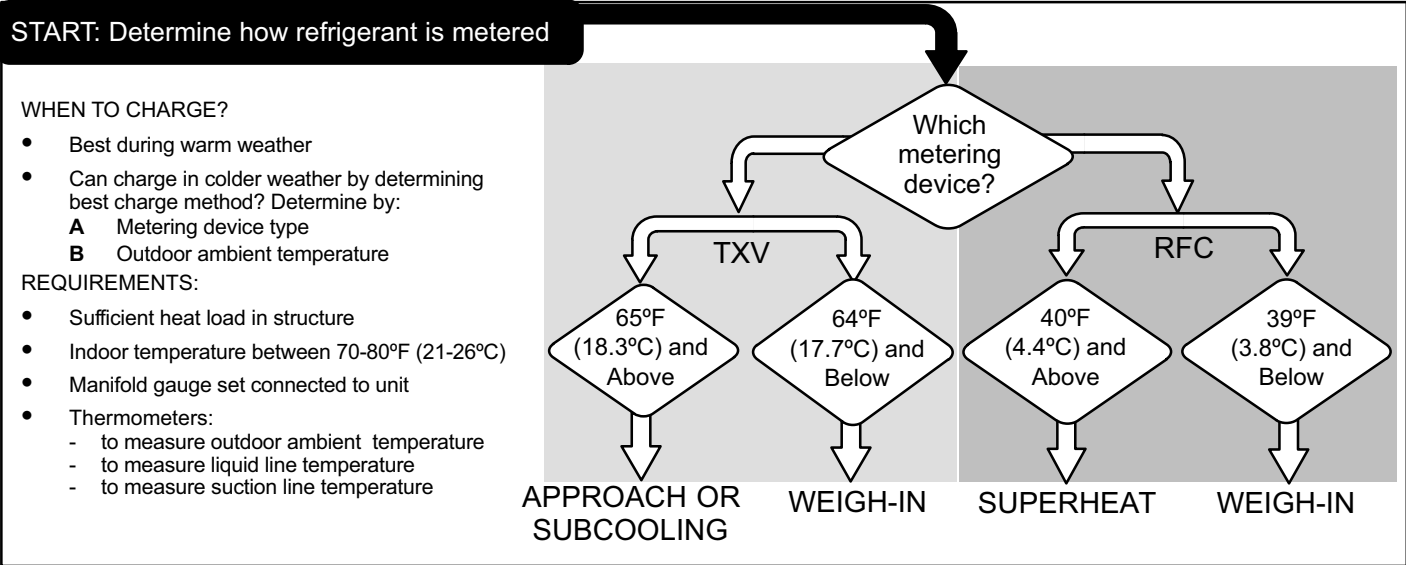 START: Determine how refrigerant is metered
WHEN TO CHARGE?
• Best during warm weather
• Can charge in colder weather by determining
best charge method? Determine by:
A Metering device type
B Outdoor ambient temperature
REQUIREMENTS:
• Sufficient heat load in structure
• Indoor temperature between 70-80ºF (21-26ºC)
• Manifold gauge set connected to unit
• Thermometers:
- to measure outdoor ambient temperature
- to measure liquid line temperature
- to measure suction line temperature
Which
metering
device?
TXV
RFC
65ºF
(18.3ºC) and
Above
64ºF
(17.7ºC) and
Below
40ºF
(4.4ºC) and
Above
39ºF
(3.8ºC) and
Below
APPROACH OR
SUBCOOLING
WEIGH-IN
SUPERHEAT
WEIGH-IN